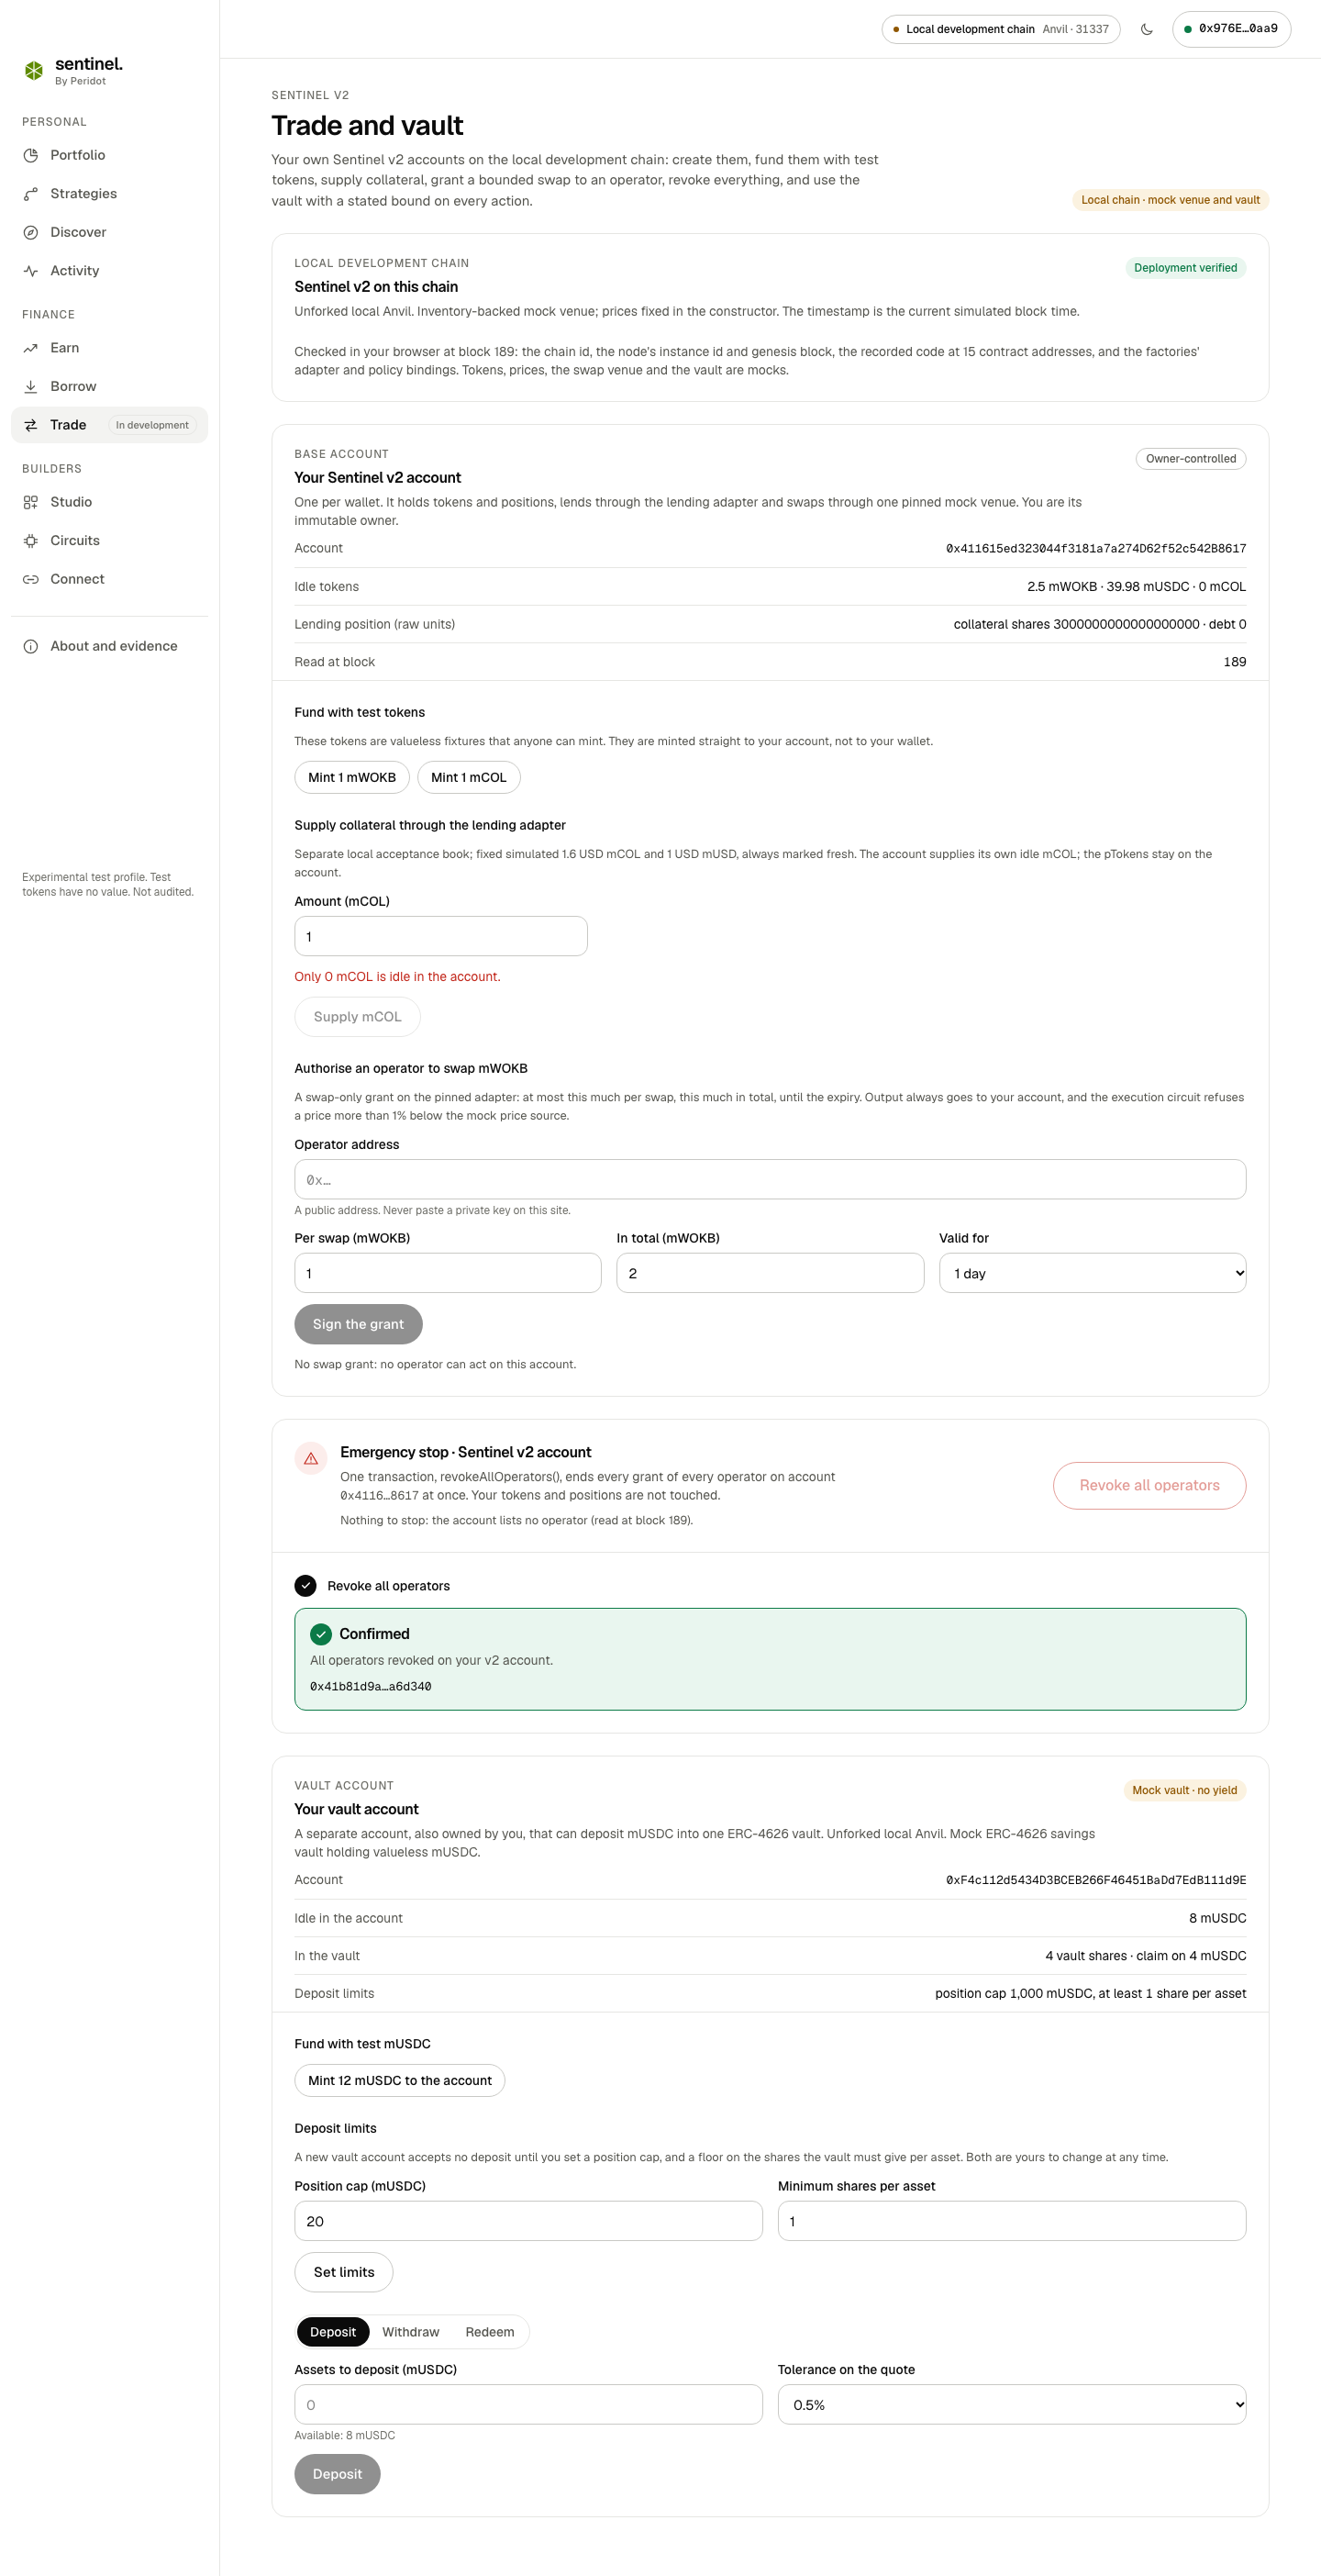 Local development chain Anvil · 31337
0x976E…0aa9
sentinel.
By Peridot
PERSONAL
Portfolio
Strategies
Discover
Activity
FINANCE
Earn
Borrow
Trade In development
BUILDERS
Studio
Circuits
Connect
About and evidence
Experimental test profile. Test
tokens have no value. Not audited.
SENTINEL V2
Trade and vault
Your own Sentinel v2 accounts on the local development chain: create them, fund them with test
tokens, supply collateral, grant a bounded swap to an operator, revoke everything, and use the
vault with a stated bound on every action.
Local chain · mock venue and vault
LOCAL DEVELOPMENT CHAIN
Deployment verified
Sentinel v2 on this chain
Unforked local Anvil. Inventory-backed mock venue; prices fixed in the constructor. The timestamp is the current simulated block time.
Checked in your browser at block 189: the chain id, the node's instance id and genesis block, the recorded code at 15 contract addresses, and the factories'
adapter and policy bindings. Tokens, prices, the swap venue and the vault are mocks.
BASE ACCOUNT
Owner-controlled
Your Sentinel v2 account
One per wallet. It holds tokens and positions, lends through the lending adapter and swaps through one pinned mock venue. You are its
immutable owner.
Account 0x411615ed323044f3181a7a274D62f52c542B8617
Idle tokens 2.5 mWOKB · 39.98 mUSDC · 0 mCOL
Lending position (raw units) collateral shares 3000000000000000000 · debt 0
Read at block 189
Fund with test tokens
These tokens are valueless fixtures that anyone can mint. They are minted straight to your account, not to your wallet.
Mint 1 mWOKB Mint 1 mCOL
Supply collateral through the lending adapter
Separate local acceptance book; fixed simulated 1.6 USD mCOL and 1 USD mUSD, always marked fresh. The account supplies its own idle mCOL; the pTokens stay on the
account.
Amount (mCOL)
1
Only 0 mCOL is idle in the account.
Supply mCOL
Authorise an operator to swap mWOKB
A swap-only grant on the pinned adapter: at most this much per swap, this much in total, until the expiry. Output always goes to your account, and the execution circuit refuses
a price more than 1% below the mock price source.
Operator address
0x…
A public address. Never paste a private key on this site.
Per swap (mWOKB) In total (mWOKB) Valid for
1 2 1 day
Sign the grant
No swap grant: no operator can act on this account.
Emergency stop · Sentinel v2 account
One transaction, revokeAllOperators(), ends every grant of every operator on account
0x4116…8617 at once. Your tokens and positions are not touched.
Nothing to stop: the account lists no operator (read at block 189).
Revoke all operators
Revoke all operators
Confirmed
All operators revoked on your v2 account.
0x41b81d9a…a6d340
VAULT ACCOUNT
Mock vault · no yield
Your vault account
A separate account, also owned by you, that can deposit mUSDC into one ERC-4626 vault. Unforked local Anvil. Mock ERC-4626 savings
vault holding valueless mUSDC.
Account 0xF4c112d5434D3BCEB266F46451BaDd7EdB111d9E
Idle in the account 8 mUSDC
In the vault 4 vault shares · claim on 4 mUSDC
Deposit limits position cap 1,000 mUSDC, at least 1 share per asset
Fund with test mUSDC
Mint 12 mUSDC to the account
Deposit limits
A new vault account accepts no deposit until you set a position cap, and a floor on the shares the vault must give per asset. Both are yours to change at any time.
Position cap (mUSDC) Minimum shares per asset
20 1
Set limits
Deposit Withdraw Redeem
Assets to deposit (mUSDC) Tolerance on the quote
0 0.5%
Available: 8 mUSDC
Deposit